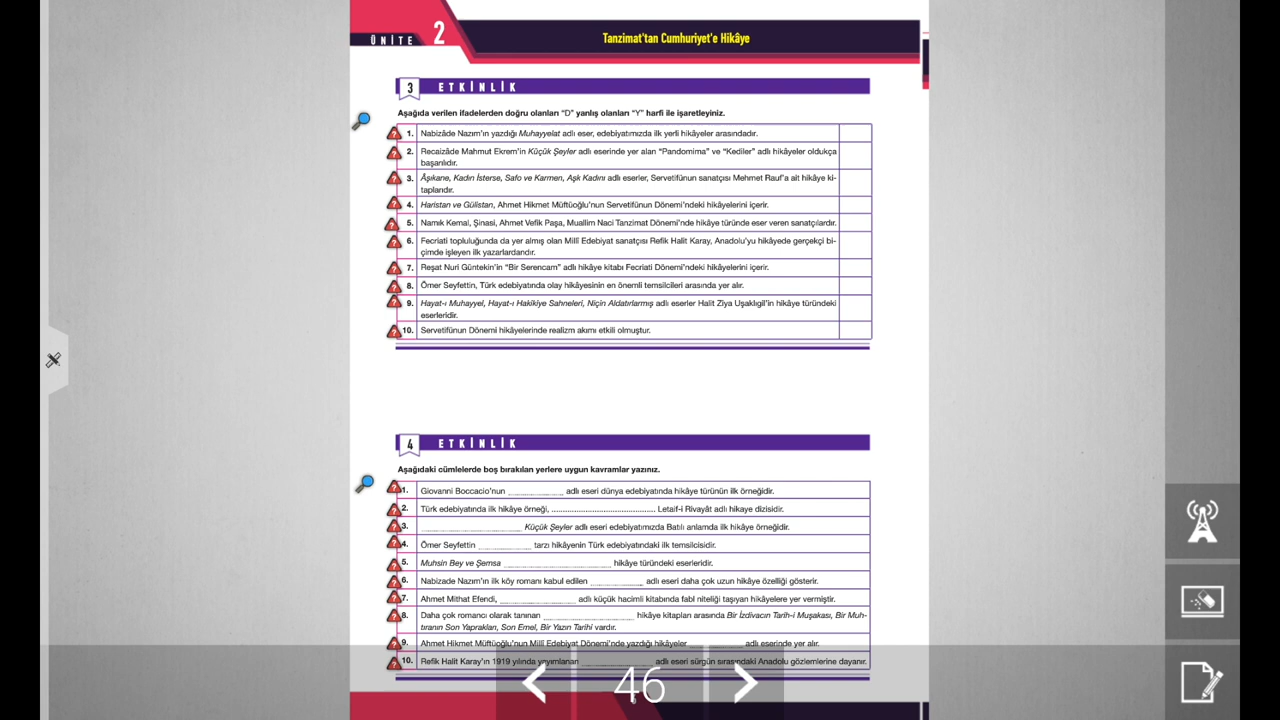 ÜNİTE 2
Tanzimat'tan Cumhuriyet'e Hikâye
3 ETKİNLİK
Aşağıda verilen ifadelerden doğru olanları "D" yanlış olanları "Y" harfi ile işaretleyiniz.
1. Nabizâde Nazım'ın yazdığı Muhayyelat adlı eser, edebiyatımızda ilk yerli hikâyeler arasındadır.
2. Recaizâde Mahmut Ekrem'in Küçük Şeyler adlı eserinde yer alan "Pandomima" ve "Kediler" adlı hikâyeler oldukça
başarılıdır.
3. Âşıkane, Kadın İsterse, Safo ve Karmen, Aşk Kadını adlı eserler, Servetifünun sanatçısı Mehmet Rauf'a ait hikâye ki-
taplarıdır.
4. Haristan ve Gülistan, Ahmet Hikmet Müftüoğlu'nun Servetifünun Dönemi'ndeki hikâyelerini içerir.
5. Namık Kemal, Şinasi, Ahmet Vefik Paşa, Muallim Naci Tanzimat Dönemi'nde hikâye türünde eser veren sanatçılardır.
6. Fecriati topluluğunda da yer almış olan Millî Edebiyat sanatçısı Refik Halit Karay, Anadolu'yu hikâyede gerçekçi bi-
çimde işleyen ilk yazarlardandır.
7. Reşat Nuri Güntekin'in "Bir Serencam" adlı hikâye kitabı Fecriati Dönemi'ndeki hikâyelerini içerir.
8. Ömer Seyfettin, Türk edebiyatında olay hikâyesinin en önemli temsilcileri arasında yer alır.
9. Hayat-ı Muhayyel, Hayat-ı Hakikiye Sahneleri, Niçin Aldatırlarmış adlı eserler Halit Ziya Uşaklıgil'in hikâye türündeki
eserleridir.
10. Servetifünun Dönemi hikâyelerinde realizm akımı etkili olmuştur.
4 ETKİNLİK
Aşağıdaki cümlelerde boş bırakılan yerlere uygun kavramlar yazınız.
1. Giovanni Boccacio'nun .................... adlı eseri dünya edebiyatında hikâye türünün ilk örneğidir.
2. Türk edebiyatında ilk hikâye örneği, ............................................ Letaif-i Rivayât adlı hikaye dizisidir.
3. ................................... Küçük Şeyler adlı eseri edebiyatımızda Batılı anlamda ilk hikâye örneğidir.
4. Ömer Seyfettin .................... tarzı hikâyenin Türk edebiyatındaki ilk temsilcisidir.
5. Muhsin Bey ve Şemsa ........................................ hikâye türündeki eserleridir.
6. Nabizade Nazım'ın ilk köy romanı kabul edilen .................... adlı eseri daha çok uzun hikâye özelliği gösterir.
7. Ahmet Mithat Efendi, .............................. adlı küçük hacimli kitabında fabl niteliği taşıyan hikâyelere yer vermiştir.
8. Daha çok romancı olarak tanınan .................................. hikâye kitapları arasında Bir İzdivacın Tarih-i Muşakası, Bir Muh-
tıranın Son Yaprakları, Son Emel, Bir Yazın Tarihi vardır.
9. Ahmet Hikmet Müftüoğlu'nun Millî Edebiyat Dönemi'nde yazdığı hikâyeler .................... adlı eserinde yer alır.
10. Refik Halit Karay'ın 1919 yılında yayımlanan .......................... adlı eseri sürgün sırasındaki Anadolu gözlemlerine dayanır.
46